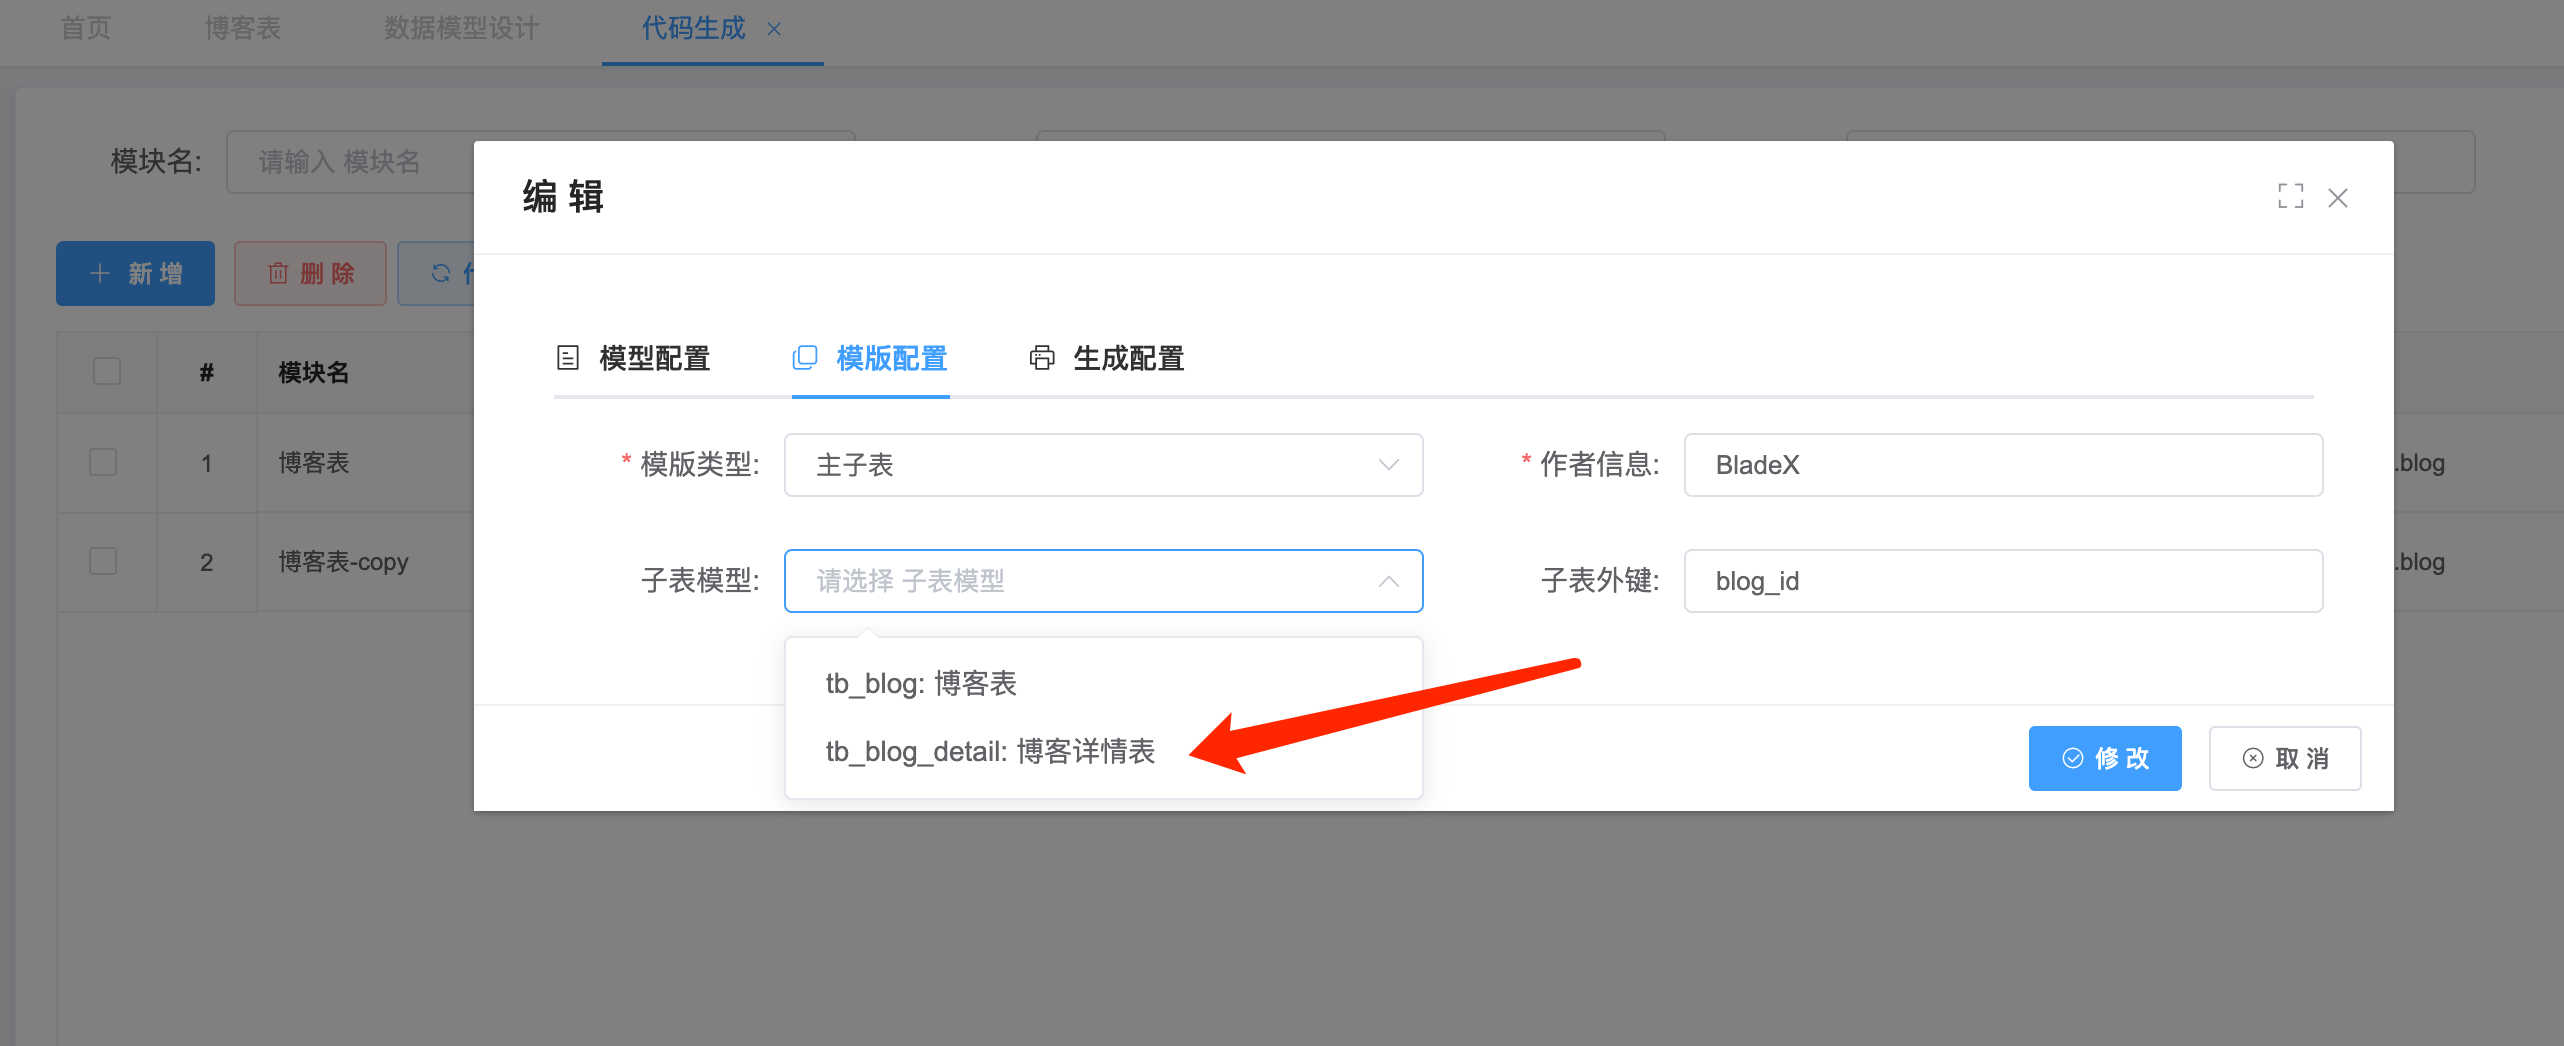 首页 博客表 数据模型设计 代码生成
模块名: 请输入 模块名
编 辑
新 增 删 除
模型配置 模版配置 生成配置
# 模块名
* 模版类型: 主子表 * 作者信息: BladeX
1 博客表 .blog
子表模型: 请选择 子表模型 子表外键: blog_id
2 博客表-copy .blog
tb_blog: 博客表
tb_blog_detail: 博客详情表
修 改 取 消